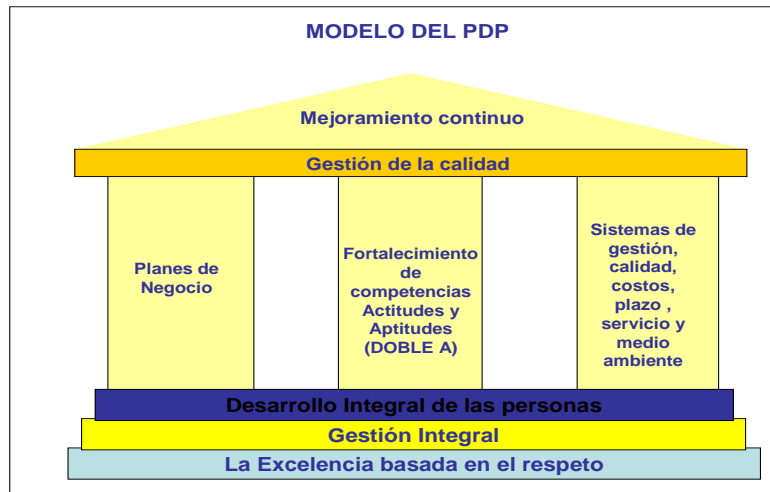 MODELO DEL PDP
Mejoramiento continuo
Gestión de la calidad
Planes de
Negocio
Fortalecimiento
de
competencias
Actitudes y
Aptitudes
(DOBLE A)
Sistemas de
gestión,
calidad,
costos,
plazo ,
servicio y
medio
ambiente
Desarrollo Integral de las personas
Gestión Integral
La Excelencia basada en el respeto